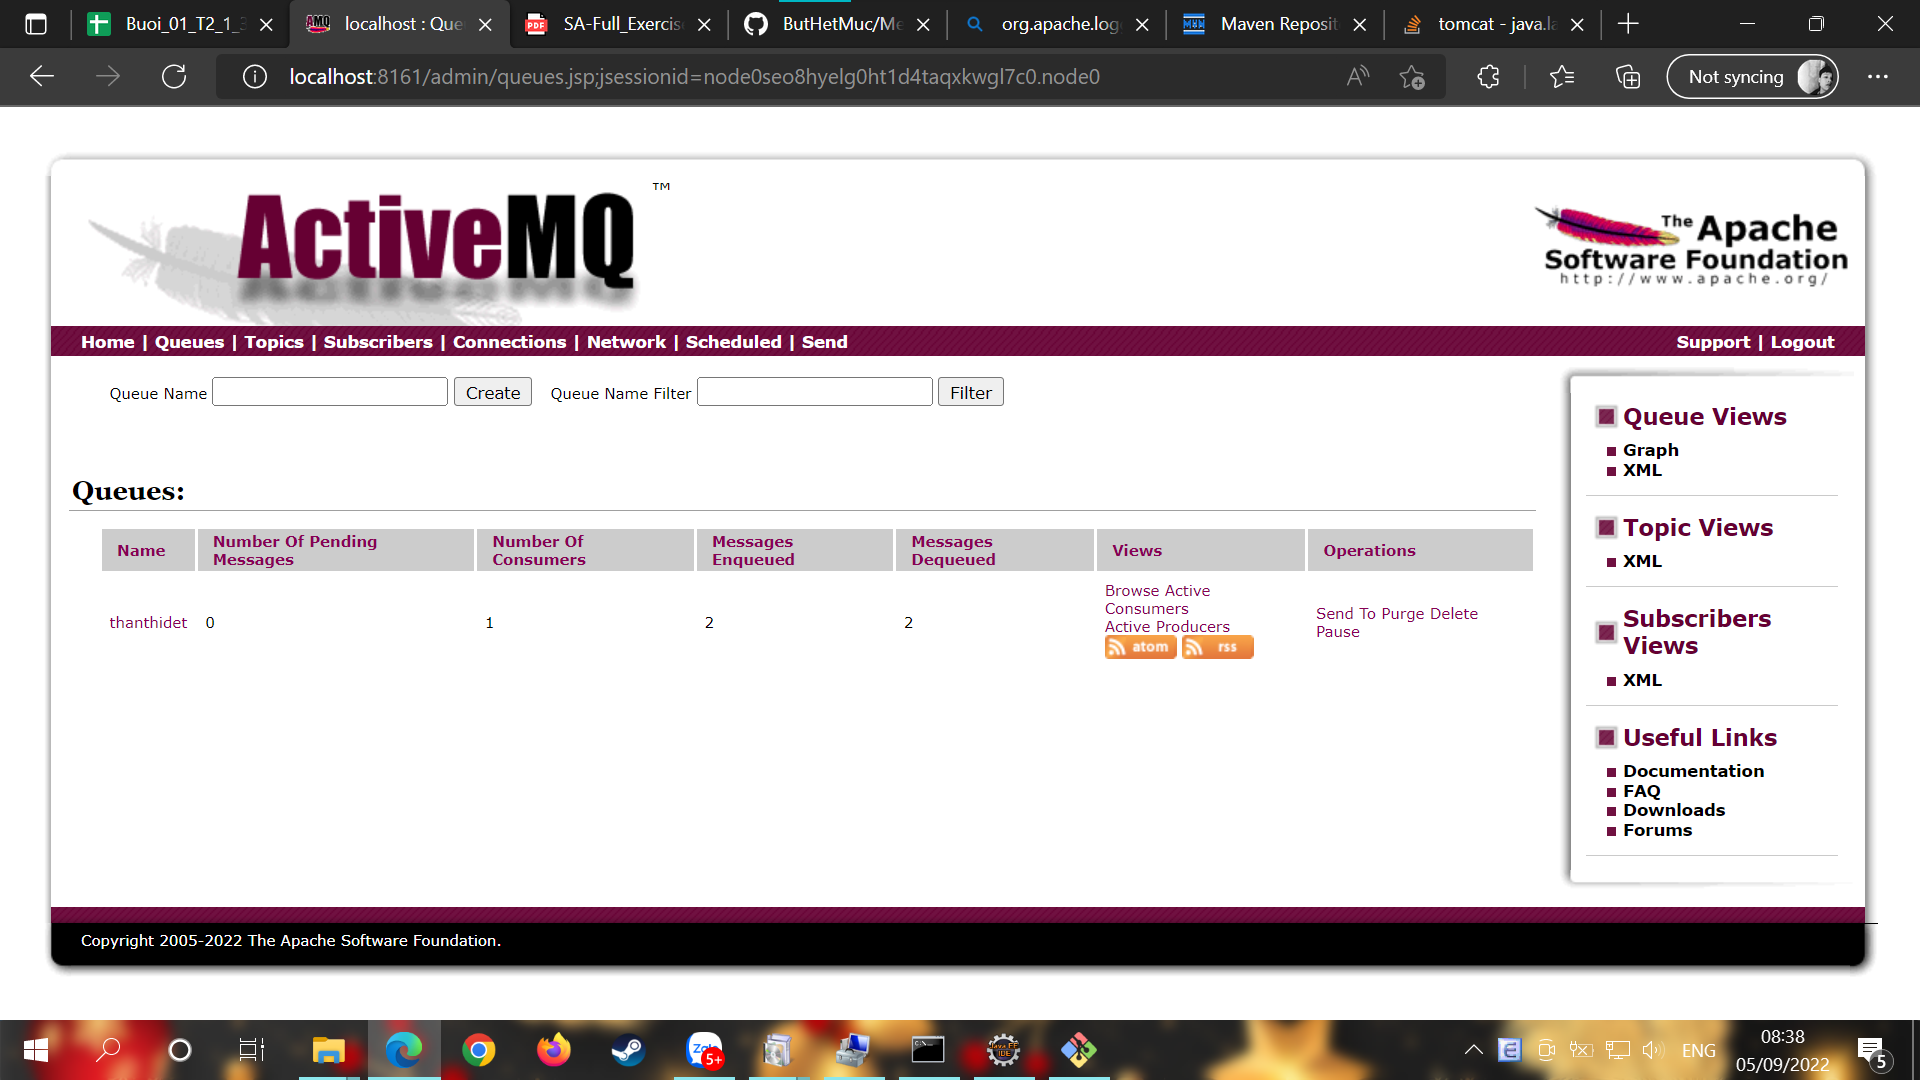 Buoi_01_T2_1_3
localhost : Que
SA-Full_Exercis
ButHetMuc/Me
org.apache.log
Maven Reposit
tomcat - java.la
localhost:8161/admin/queues.jsp;jsessionid=node0seo8hyelg0ht1d4taqxkwgl7c0.node0
Not syncing
ActiveMQ ™
The Apache
Software Foundation
http://www.apache.org/
Home | Queues | Topics | Subscribers | Connections | Network | Scheduled | Send
Support | Logout
Queue Name Create Queue Name Filter Filter
Queues:
Name
Number Of Pending Messages
Number Of Consumers
Messages Enqueued
Messages Dequeued
Views
Operations
thanthidet 0 1 2 2
Browse Active
Consumers
Active Producers
atom rss
Send To Purge Delete
Pause
Queue Views
Graph
XML
Topic Views
XML
Subscribers
Views
XML
Useful Links
Documentation
FAQ
Downloads
Forums
Copyright 2005-2022 The Apache Software Foundation.
5+
ENG
08:38
05/09/2022
5